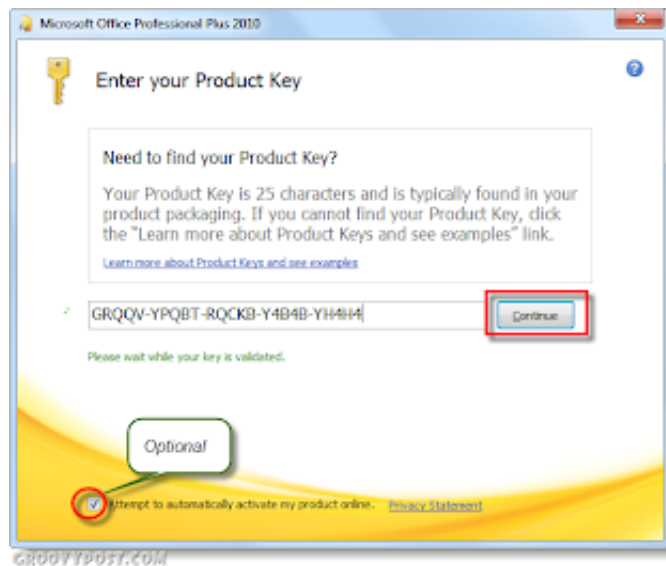 Microsoft Office Professional Plus 2010
Enter your Product Key
Need to find your Product Key?
Your Product Key is 25 characters and is typically found in your
product packaging. If you cannot find your Product Key, click
the "Learn more about Product Keys and see examples" link.
Learn more about Product Keys and see examples
GRQQV-YPQBT-RQCKB-Y4B4B-YH4H4
Continue
Please wait while your key is validated.
Optional
Attempt to automatically activate my product online. Privacy Statement
GROOVYPOST.COM